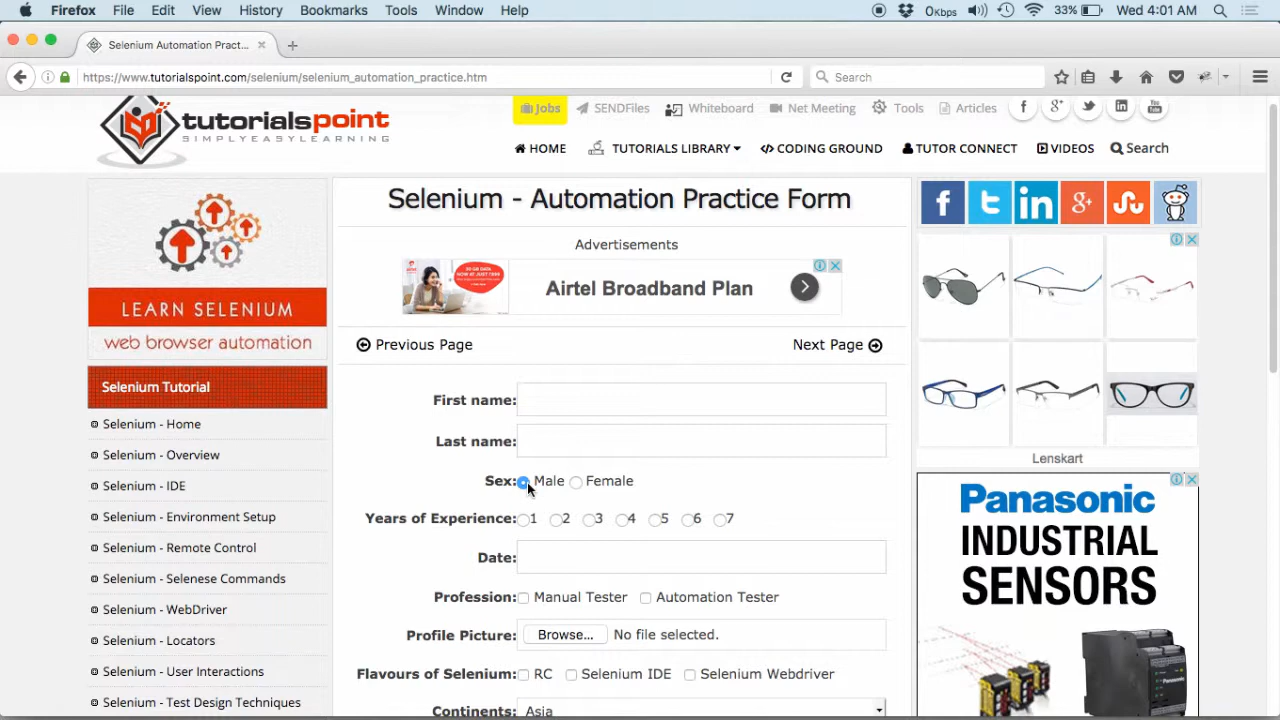 Firefox File Edit View History Bookmarks Tools Window Help 0Kbps 33% Wed 4:01 AM
Selenium Automation Pract...
https://www.tutorialspoint.com/selenium/selenium_automation_practice.htm Search
Jobs SENDFiles Whiteboard Net Meeting Tools Articles
tutorialspoint
SIMPLYEASYLEARNING
HOME TUTORIALS LIBRARY CODING GROUND TUTOR CONNECT VIDEOS Search
LEARN SELENIUM
web browser automation
Selenium Tutorial
Selenium - Home
Selenium - Overview
Selenium - IDE
Selenium - Environment Setup
Selenium - Remote Control
Selenium - Selenese Commands
Selenium - WebDriver
Selenium - Locators
Selenium - User Interactions
Selenium - Test Design Techniques
Selenium - Automation Practice Form
Advertisements
Airtel Broadband Plan
Previous Page Next Page
First name:
Last name:
Sex: Male Female
Years of Experience: 1 2 3 4 5 6 7
Date:
Profession: Manual Tester Automation Tester
Profile Picture: Browse... No file selected.
Flavours of Selenium: RC Selenium IDE Selenium Webdriver
Continents: Asia
Lenskart
Panasonic
INDUSTRIAL
SENSORS